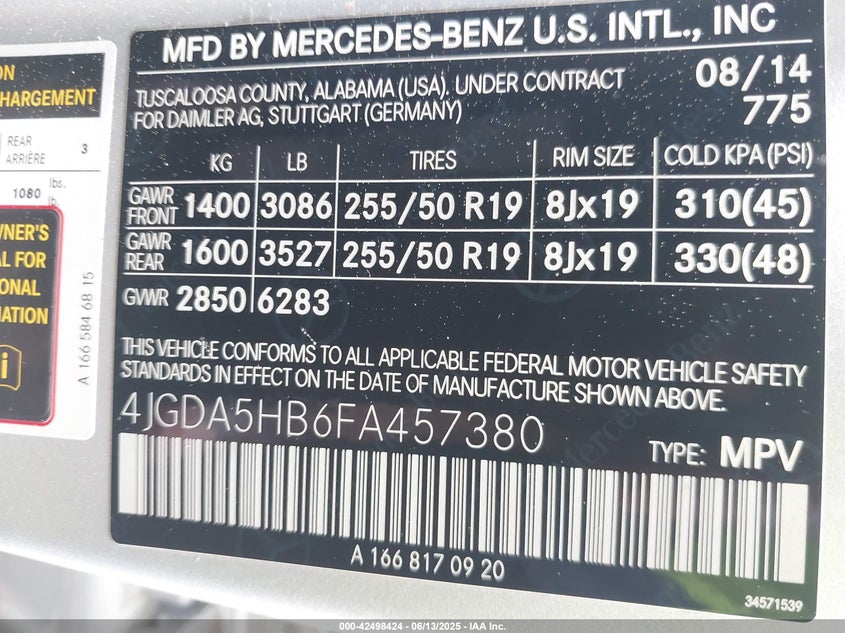 ON
CHARGEMENT
REAR
ARRIÈRE 3
1080 lbs.
lb.
WNER'S
AL FOR
IONAL
MATION
i
A 166 584 68 15
MFD BY MERCEDES-BENZ U.S. INTL., INC
TUSCALOOSA COUNTY, ALABAMA (USA). UNDER CONTRACT
FOR DAIMLER AG, STUTTGART (GERMANY)
08/14
775
KG LB TIRES RIM SIZE COLD KPA (PSI)
GAWR FRONT 1400 3086 255/50 R19 8Jx19 310(45)
GAWR REAR 1600 3527 255/50 R19 8Jx19 330(48)
GVWR 2850 6283
THIS VEHICLE CONFORMS TO ALL APPLICABLE FEDERAL MOTOR VEHICLE SAFETY
STANDARDS IN EFFECT ON THE DATE OF MANUFACTURE SHOWN ABOVE.
4JGDA5HB6FA457380
TYPE: MPV
A 166 817 09 20
34571539
000-42498424 - 06/13/2025 - IAA Inc.